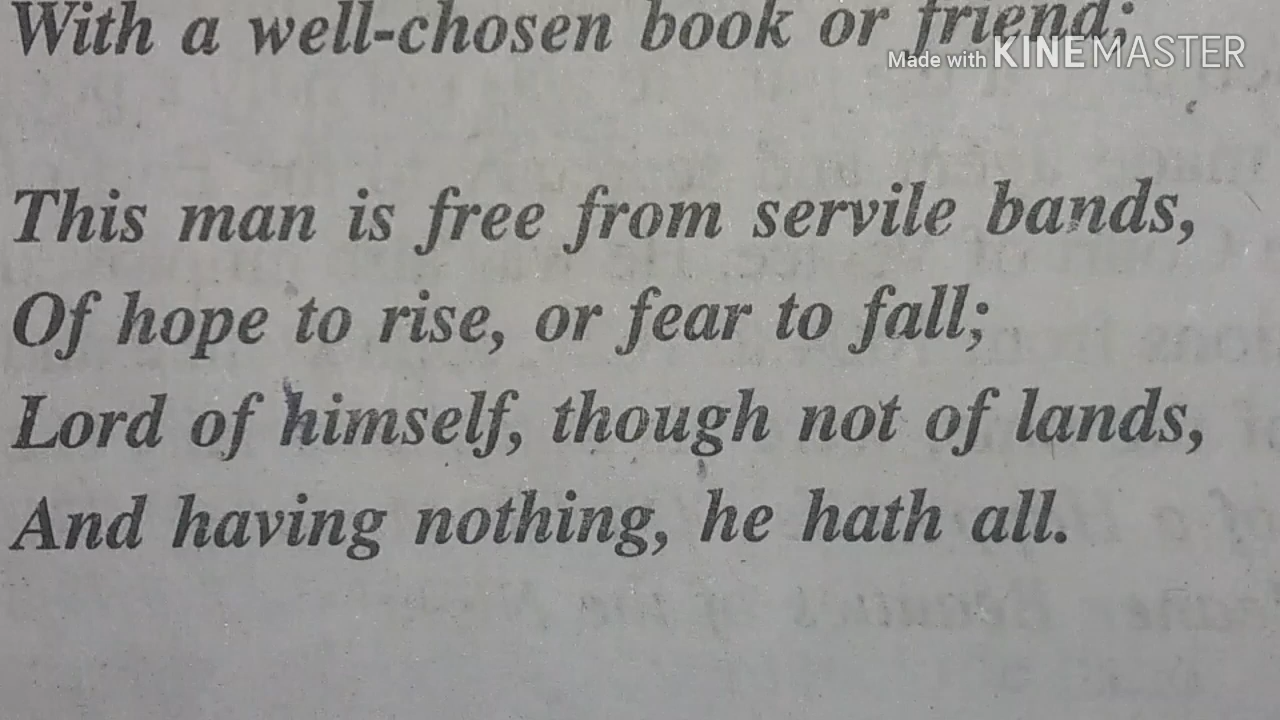 With a well-chosen book or friend;
Made with KINEMASTER
This man is free from servile bands,
Of hope to rise, or fear to fall;
Lord of himself, though not of lands,
And having nothing, he hath all.